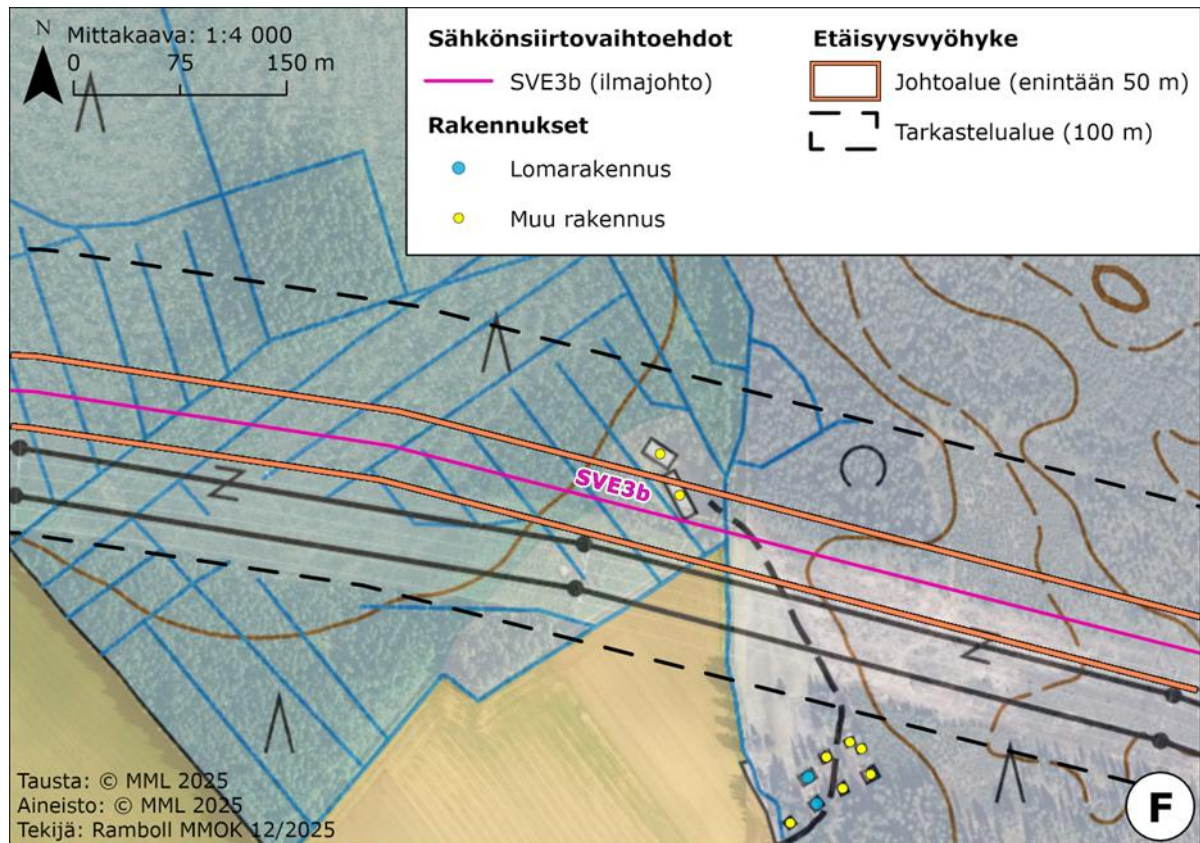 N
Mittakaava: 1:4 000
0 75 150 m
Sähkönsiirtovaihtoehdot
SVE3b (ilmajohto)
Rakennukset
Lomarakennus
Muu rakennus
Etäisyysvyöhyke
Johtoalue (enintään 50 m)
Tarkastelualue (100 m)
SVE3b
Tausta: © MML 2025
Aineisto: © MML 2025
Tekijä: Ramboll MMOK 12/2025
F